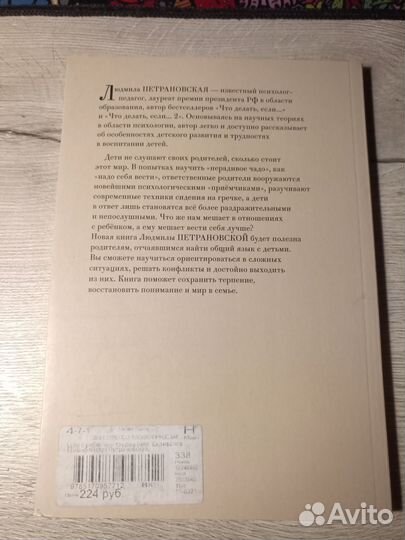 Людмила ПЕТРАНОВСКАЯ — известный психолог-
педагог, лауреат премии президента РФ в области
образования, автор бестселлеров «Что делать, если...»
и «Что делать, если... 2». Основываясь на научных теориях
в области психологии, автор легко и доступно рассказывает
об особенностях детского развития и трудностях
в воспитании детей.
Дети не слушают своих родителей, сколько стоит
этот мир. В попытках научить «нерадивое чадо», как
«надо себя вести», ответственные родители вооружаются
новейшими психологическими «приёмчиками», разучивают
современные техники сидения на гречке, а дети
в ответ лишь становятся всё более раздражительными
и непослушными. Что же нам мешает в отношениях
с ребёнком, а ему мешает вести себя лучше?
Новая книга Людмилы ПЕТРАНОВСКОЙ будет полезна
родителям, отчаявшимся найти общий язык с детьми.
Вы сможете научиться ориентироваться в сложных
ситуациях, решать конфликты и достойно выходить
из них. Книга поможет сохранить терпение,
восстановить понимание и мир в семье.
4-7-1
Н
338
9785170957712
224 руб.
Avito